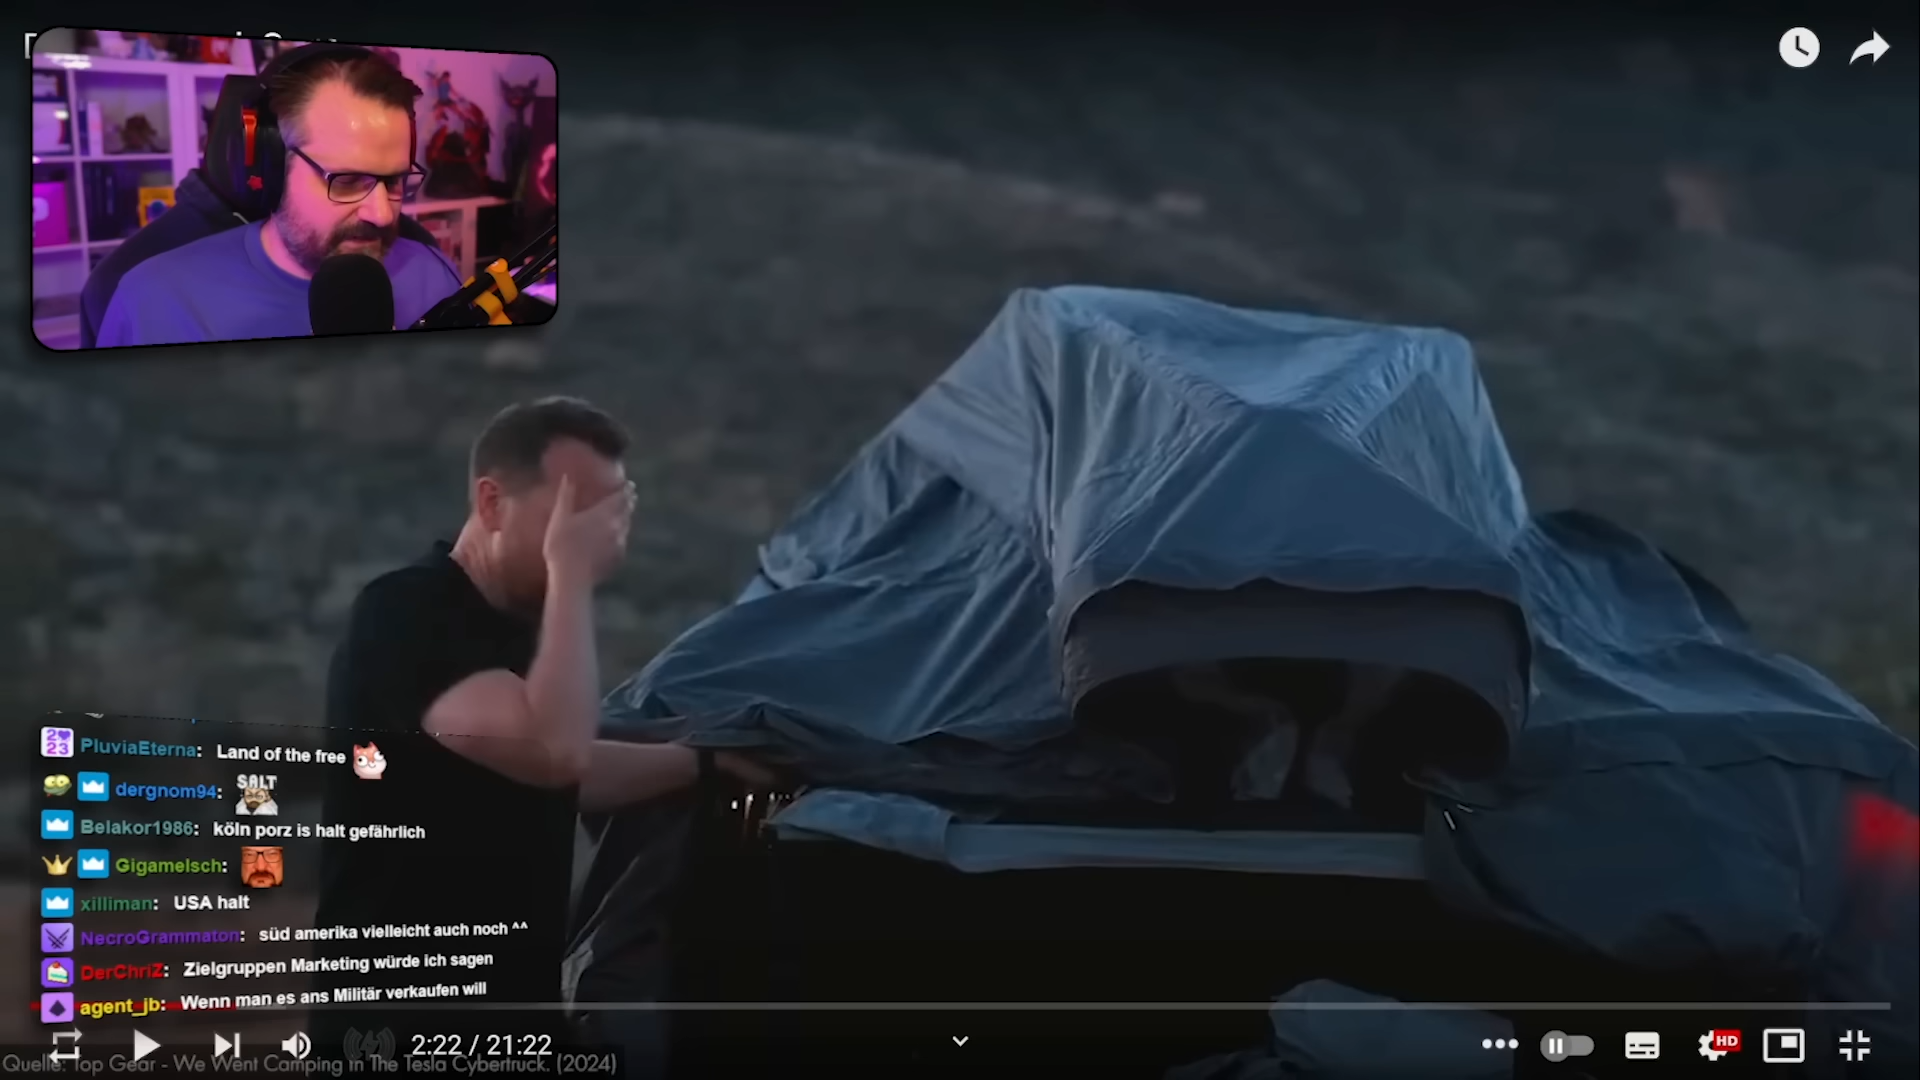 PluviaEterna: Land of the free
dergnom94: SALT
Belakor1986: köln porz is halt gefährlich
Gigamelsch:
xilliman: USA halt
NecroGrammaton: süd amerika vielleicht auch noch ^^
DerChriZ: Zielgruppen Marketing würde ich sagen
agent_jb: Wenn man es ans Militär verkaufen will
2:22 / 21:22
HD
Quelle: Top Gear - We Went Camping in The Tesla Cybertruck. (2024)